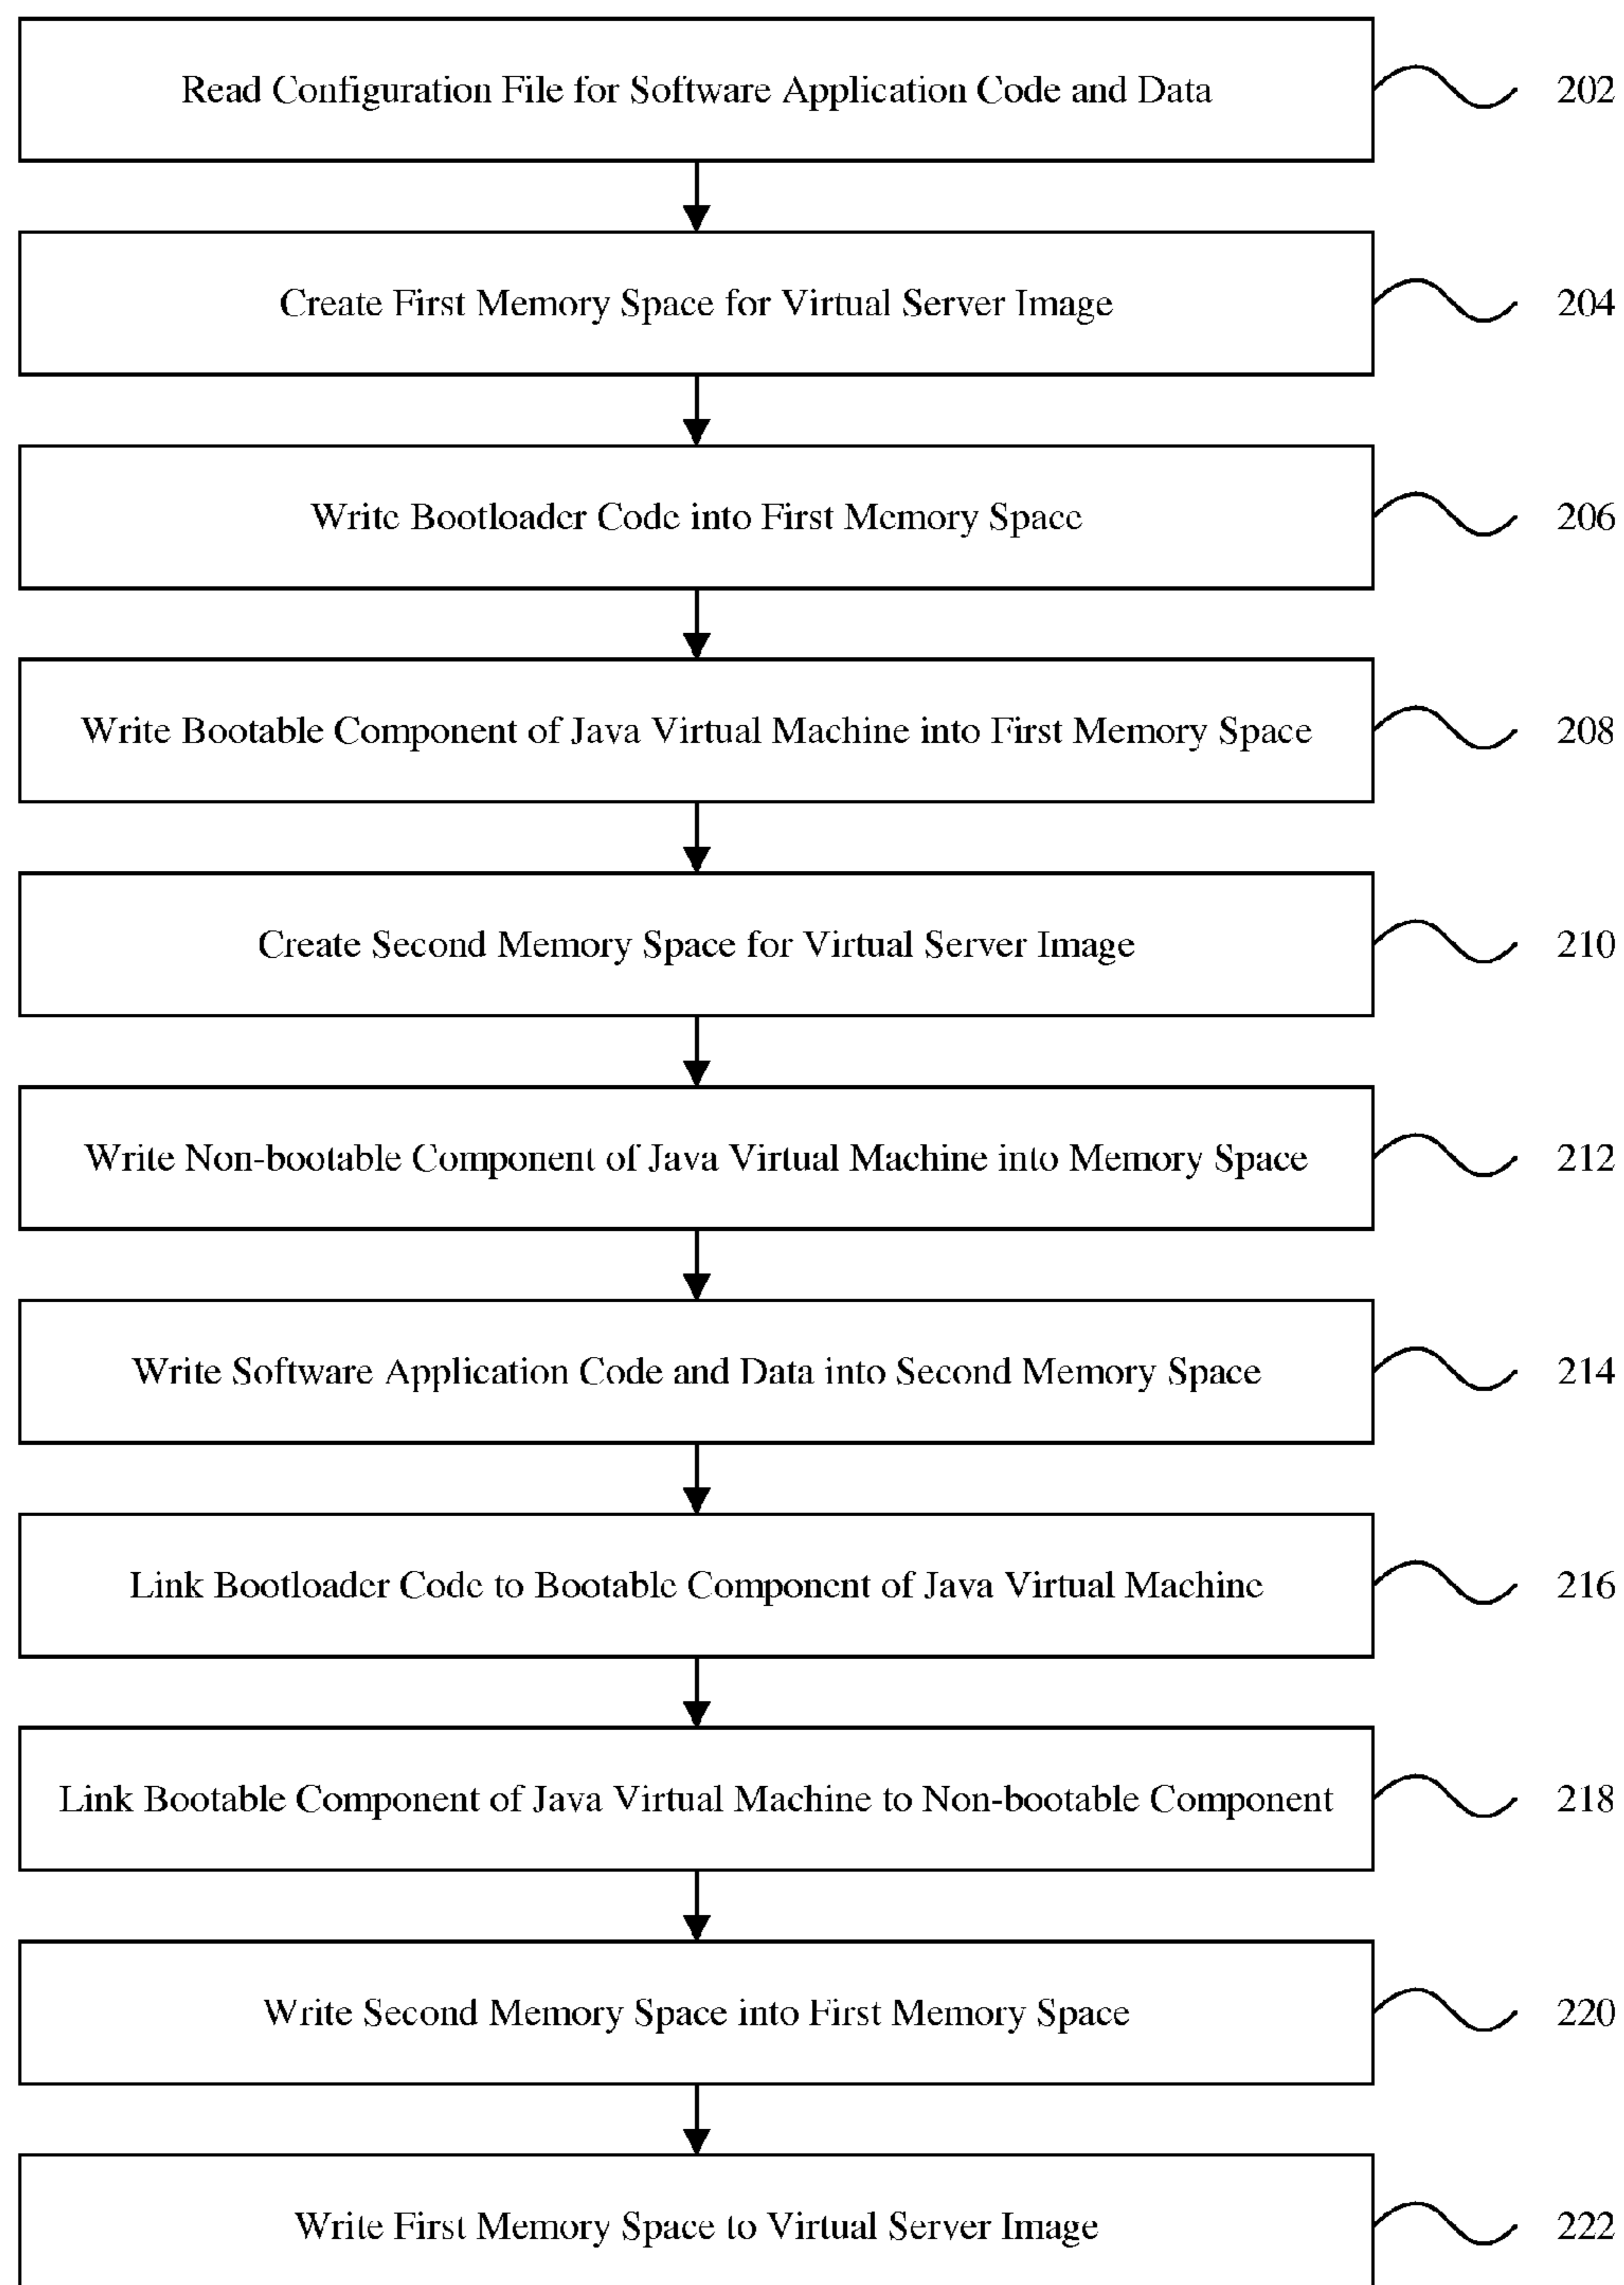 Read Configuration File for Software Application Code and Data 202
Create First Memory Space for Virtual Server Image 204
Write Bootloader Code into First Memory Space 206
Write Bootable Component of Java Virtual Machine into First Memory Space 208
Create Second Memory Space for Virtual Server Image 210
Write Non-bootable Component of Java Virtual Machine into Memory Space 212
Write Software Application Code and Data into Second Memory Space 214
Link Bootloader Code to Bootable Component of Java Virtual Machine 216
Link Bootable Component of Java Virtual Machine to Non-bootable Component 218
Write Second Memory Space into First Memory Space 220
Write First Memory Space to Virtual Server Image 222